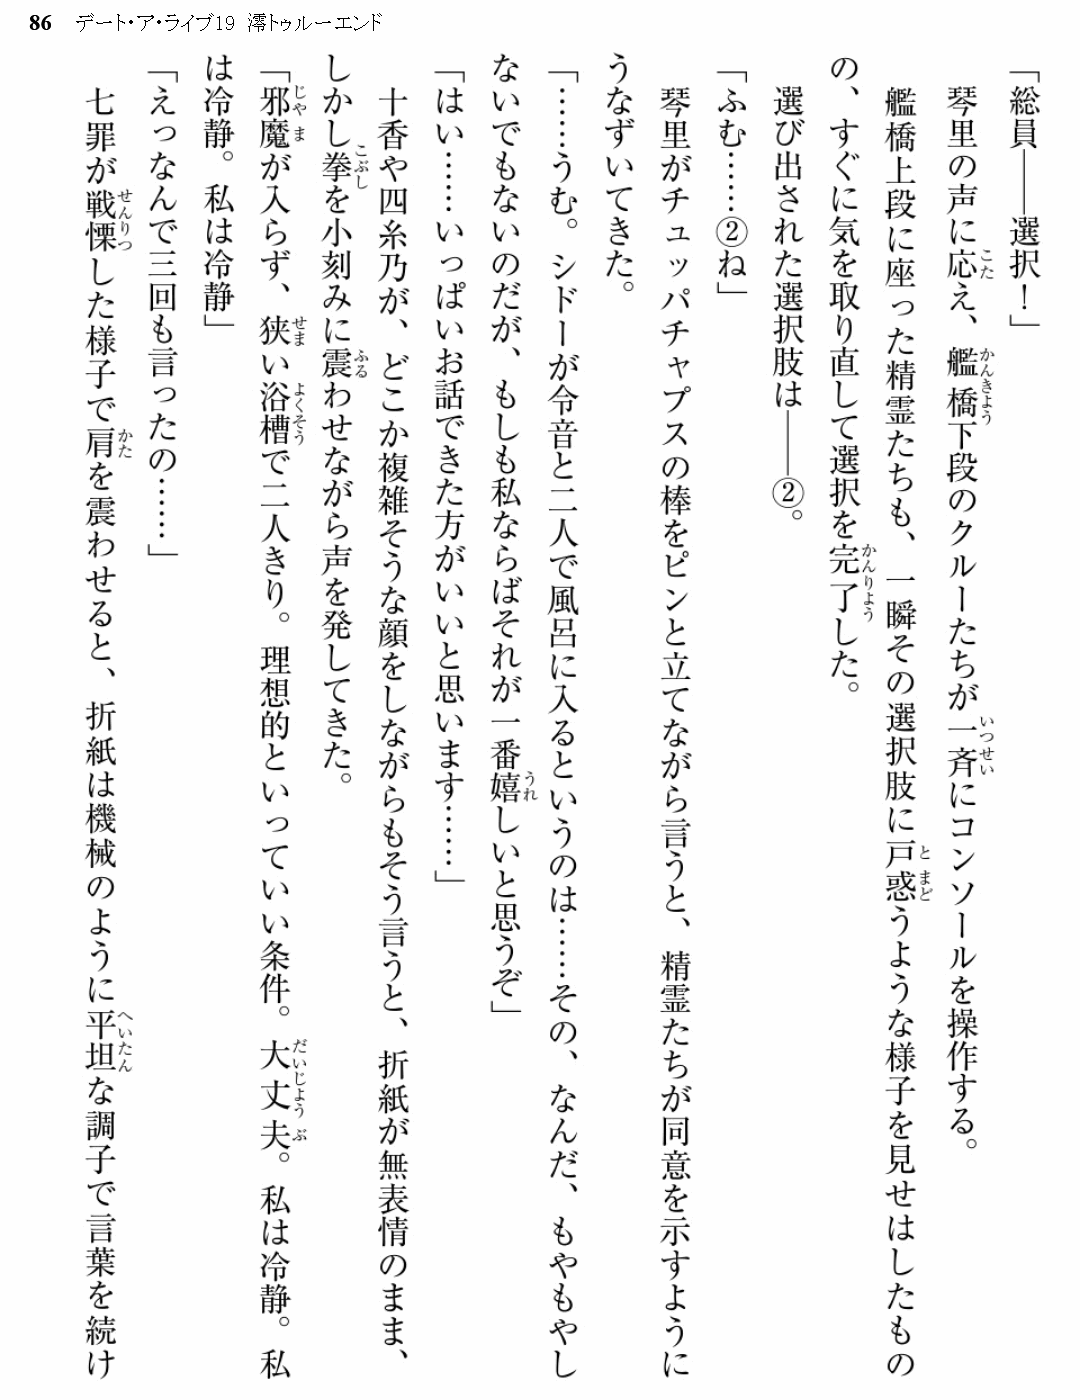 86 デート・ア・ライブ19 澪トゥルーエンド
「総員――選択！」
琴里の声に応え、艦橋下段のクルーたちが一斉にコンソールを操作する。
艦橋上段に座った精霊たちも、一瞬その選択肢に戸惑うような様子を見せはしたもの
の、すぐに気を取り直して選択を完了した。
選び出された選択肢は――②。
「ふむ……②ね」
琴里がチュッパチャプスの棒をピンと立てながら言うと、精霊たちが同意を示すように
うなずいてきた。
「……うむ。シドーが令音と二人で風呂に入るというのは……その、なんだ、もやもやし
ないでもないのだが、もしも私ならばそれが一番嬉しいと思うぞ」
「はい……いっぱいお話できた方がいいと思います……」
十香や四糸乃が、どこか複雑そうな顔をしながらもそう言うと、折紙が無表情のまま、
しかし拳を小刻みに震わせながら声を発してきた。
「邪魔が入らず、狭い浴槽で二人きり。理想的といっていい条件。大丈夫。私は冷静。私
は冷静。私は冷静」
「えっなんで三回も言ったの……」
七罪が戦慄した様子で肩を震わせると、折紙は機械のように平坦な調子で言葉を続け